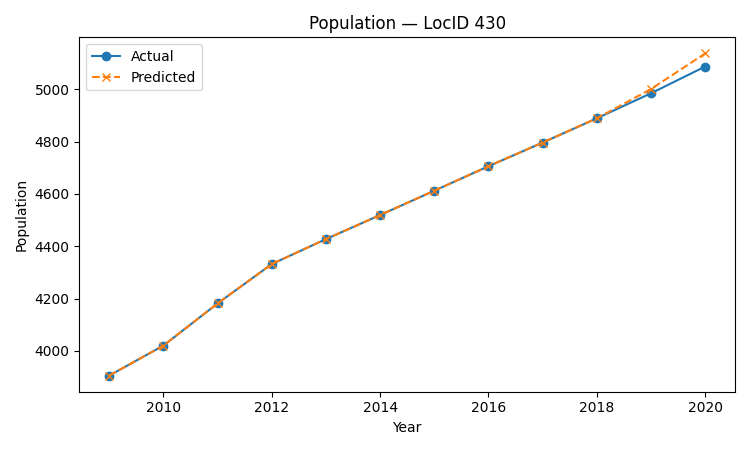 Population — LocID 430
Actual
Predicted
5000
4800
4600
4400
4200
4000
Population
2010 2012 2014 2016 2018 2020
Year